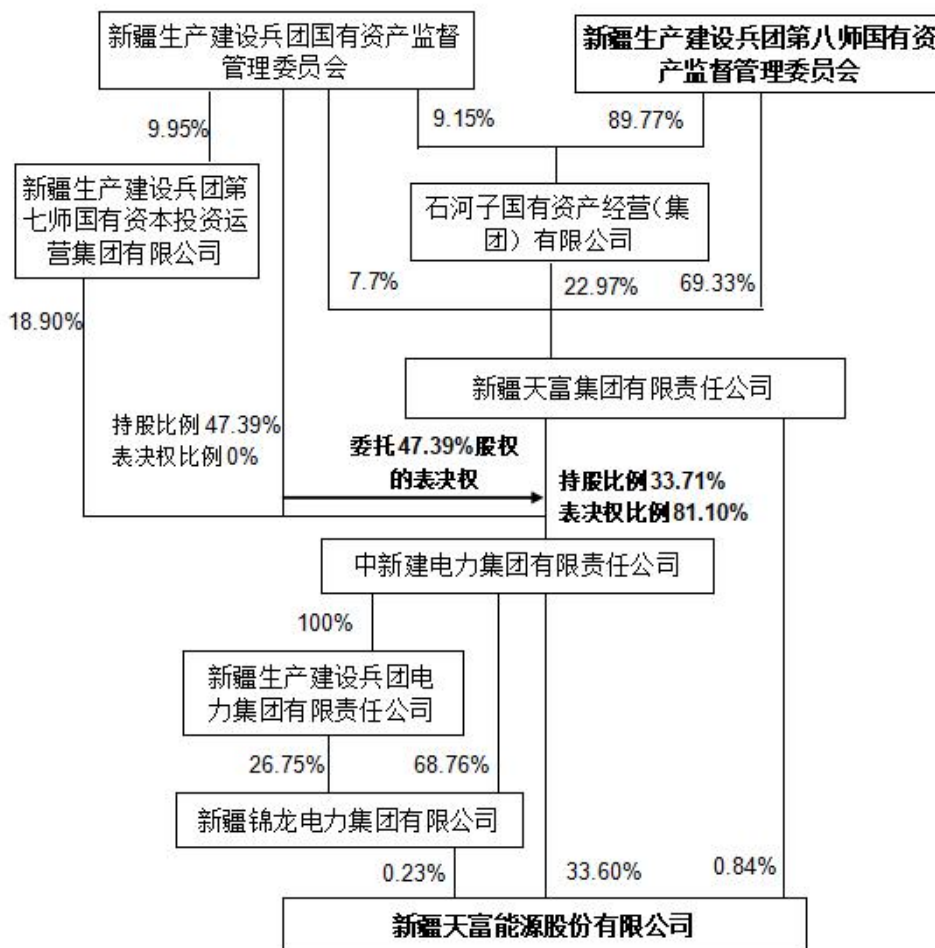 新疆生产建设兵团国有资产监督
管理委员会
新疆生产建设兵团第八师国有资
产监督管理委员会
9.95%
9.15%
89.77%
新疆生产建设兵团第
七师国有资本投资运
营集团有限公司
石河子国有资产经营（集
团）有限公司
18.90%
7.7%
22.97%
69.33%
新疆天富集团有限责任公司
持股比例 47.39%
表决权比例 0%
委托 47.39%股权
的表决权
持股比例 33.71%
表决权比例 81.10%
中新建电力集团有限责任公司
100%
新疆生产建设兵团电
力集团有限责任公司
26.75%
68.76%
新疆锦龙电力集团有限公司
0.23%
33.60%
0.84%
新疆天富能源股份有限公司